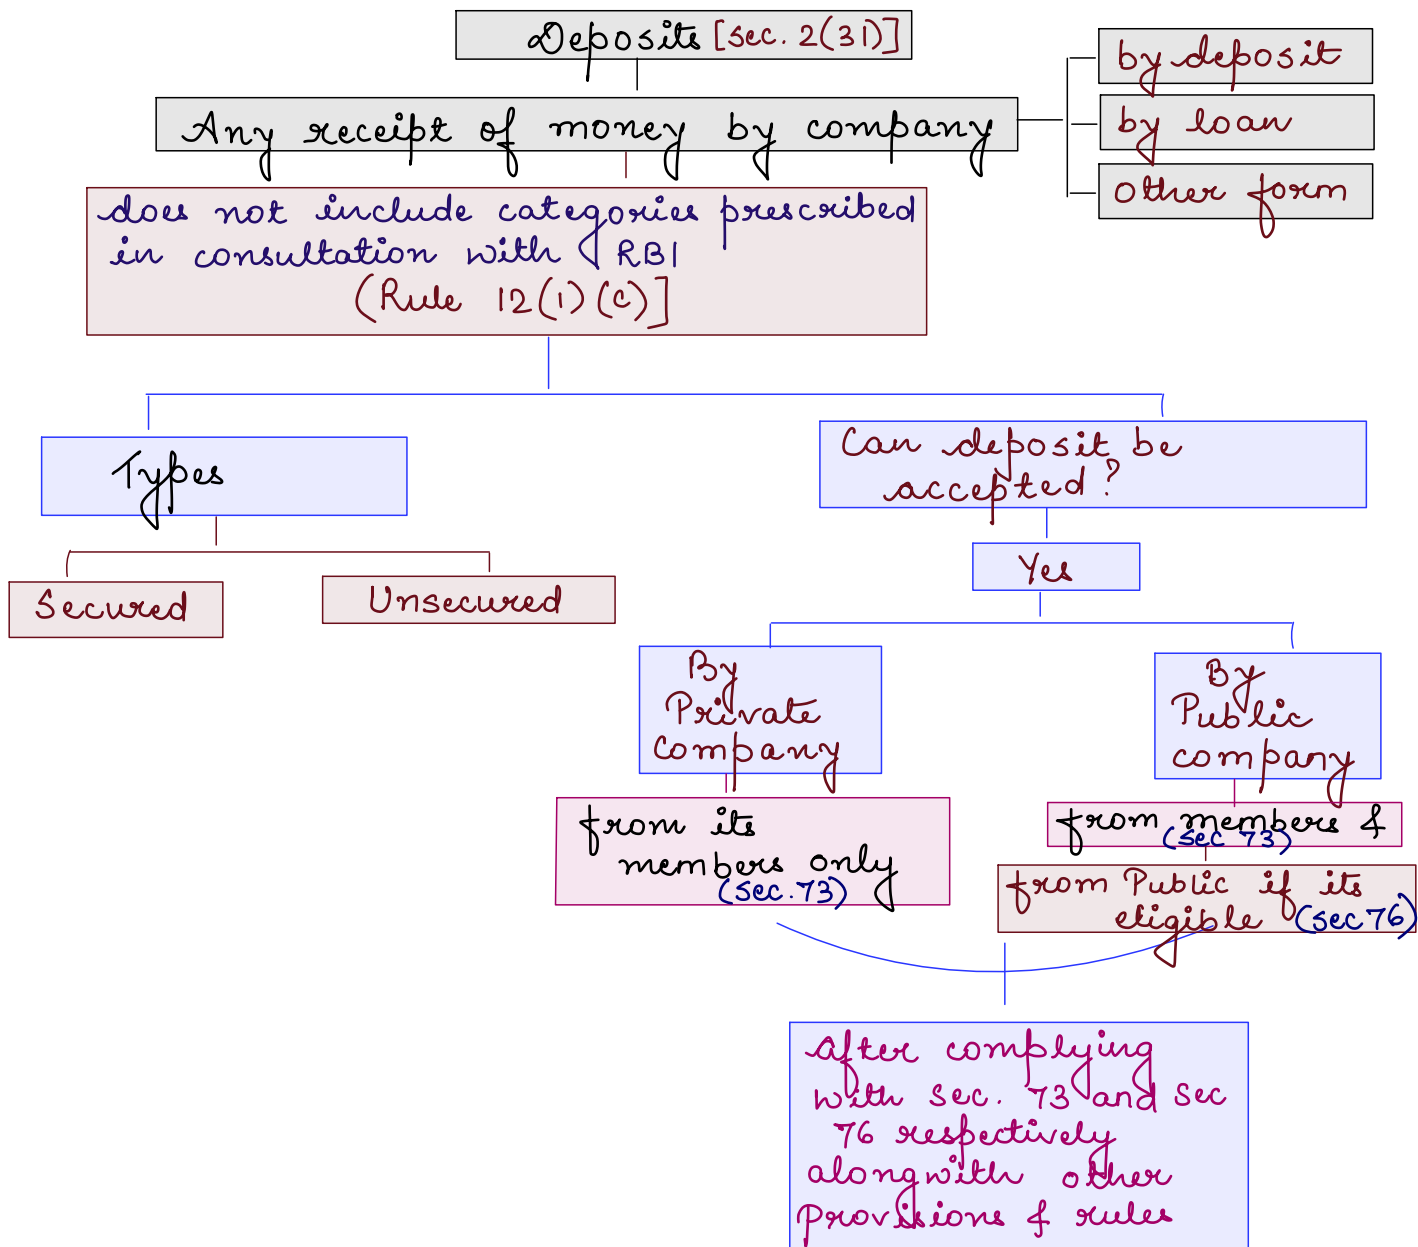 Deposits [sec. 2(31)]
Any receipt of money by company
by deposit
by loan
other form
does not include categories prescribed
in consultation with RBI
(Rule 12(1)(c)]
Types
Secured
Unsecured
Can deposit be
accepted?
Yes
By
Private
company
from its
members only
(sec. 73)
By
Public
company
from members &
(sec 73)
from Public if its
eligible (sec 76)
after complying
with sec. 73 and sec
76 respectively
alongwith other
provisions & rules